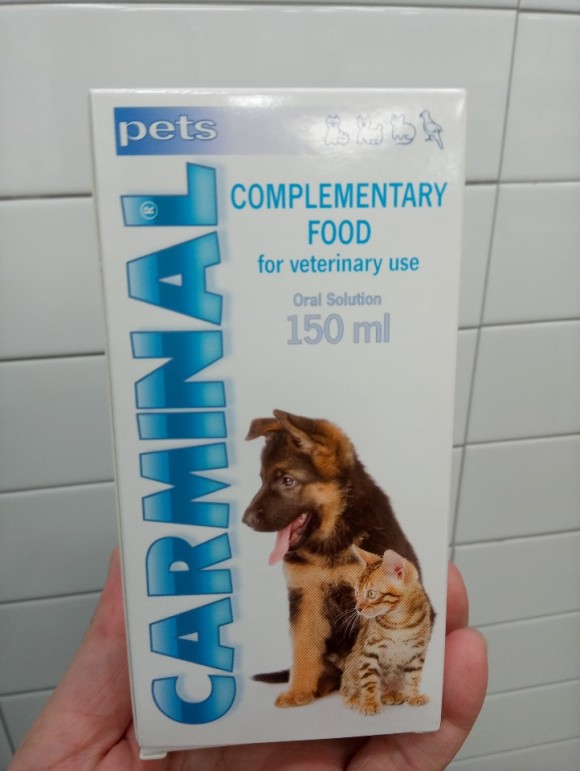 pets
CARMINAL®
COMPLEMENTARY
FOOD
for veterinary use
Oral Solution
150 ml